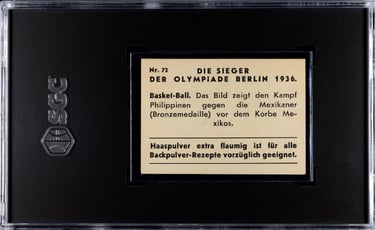 Nr. 72
DIE SIEGER
DER OLYMPIADE BERLIN 1936.
Basket-Ball. Das Bild zeigt den Kampf
Philippinen gegen die Mexikaner
(Bronzemedaille) vor dem Korbe Me-
xikos.
Haaspulver extra flaumig ist für alle
Backpulver-Rezepte vorzüglich geeignet.
SGC